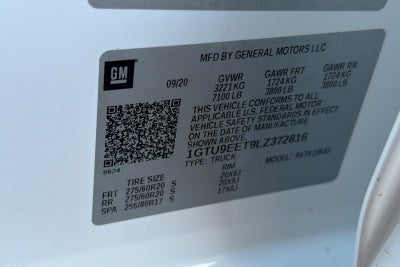 MFD BY GENERAL MOTORS LLC
GM
09/20 GVWR GAWR FRT GAWR RR
3221 KG 1724 KG 1724 KG
7100 LB 3800 LB 3800 LB
THIS VEHICLE CONFORMS TO ALL
APPLICABLE U.S. FEDERAL MOTOR
VEHICLE SAFETY
STANDARDS IN EFFECT ON THE DATE OF
MANUFACTURE SHOWN ABOVE.
1GTU9EET9LZ372816
TYPE: TRUCK MODEL:
0624
TIRE SIZE RIM
FRT 275/60R20 S 20X9J
RR 275/60R20 S 20X9J
SPA 255/80R17 S 17X8J